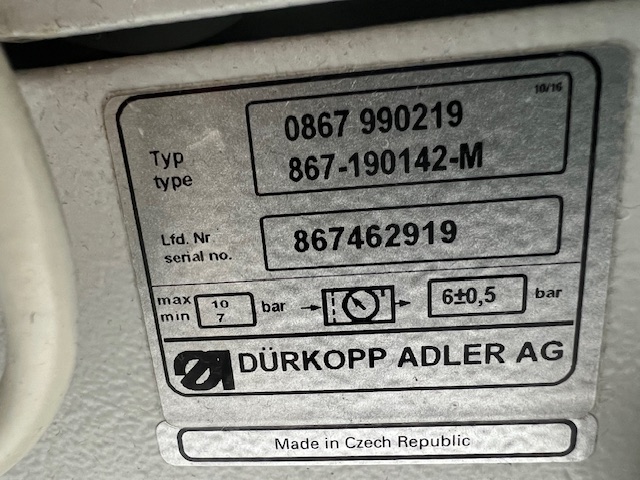 10/16
0867 990219
Typ
type
867-190142-M
Lfd. Nr
serial no.
867462919
max 10 bar 6±0,5 bar
min 7
DÜRKOPP ADLER AG
Made in Czech Republic